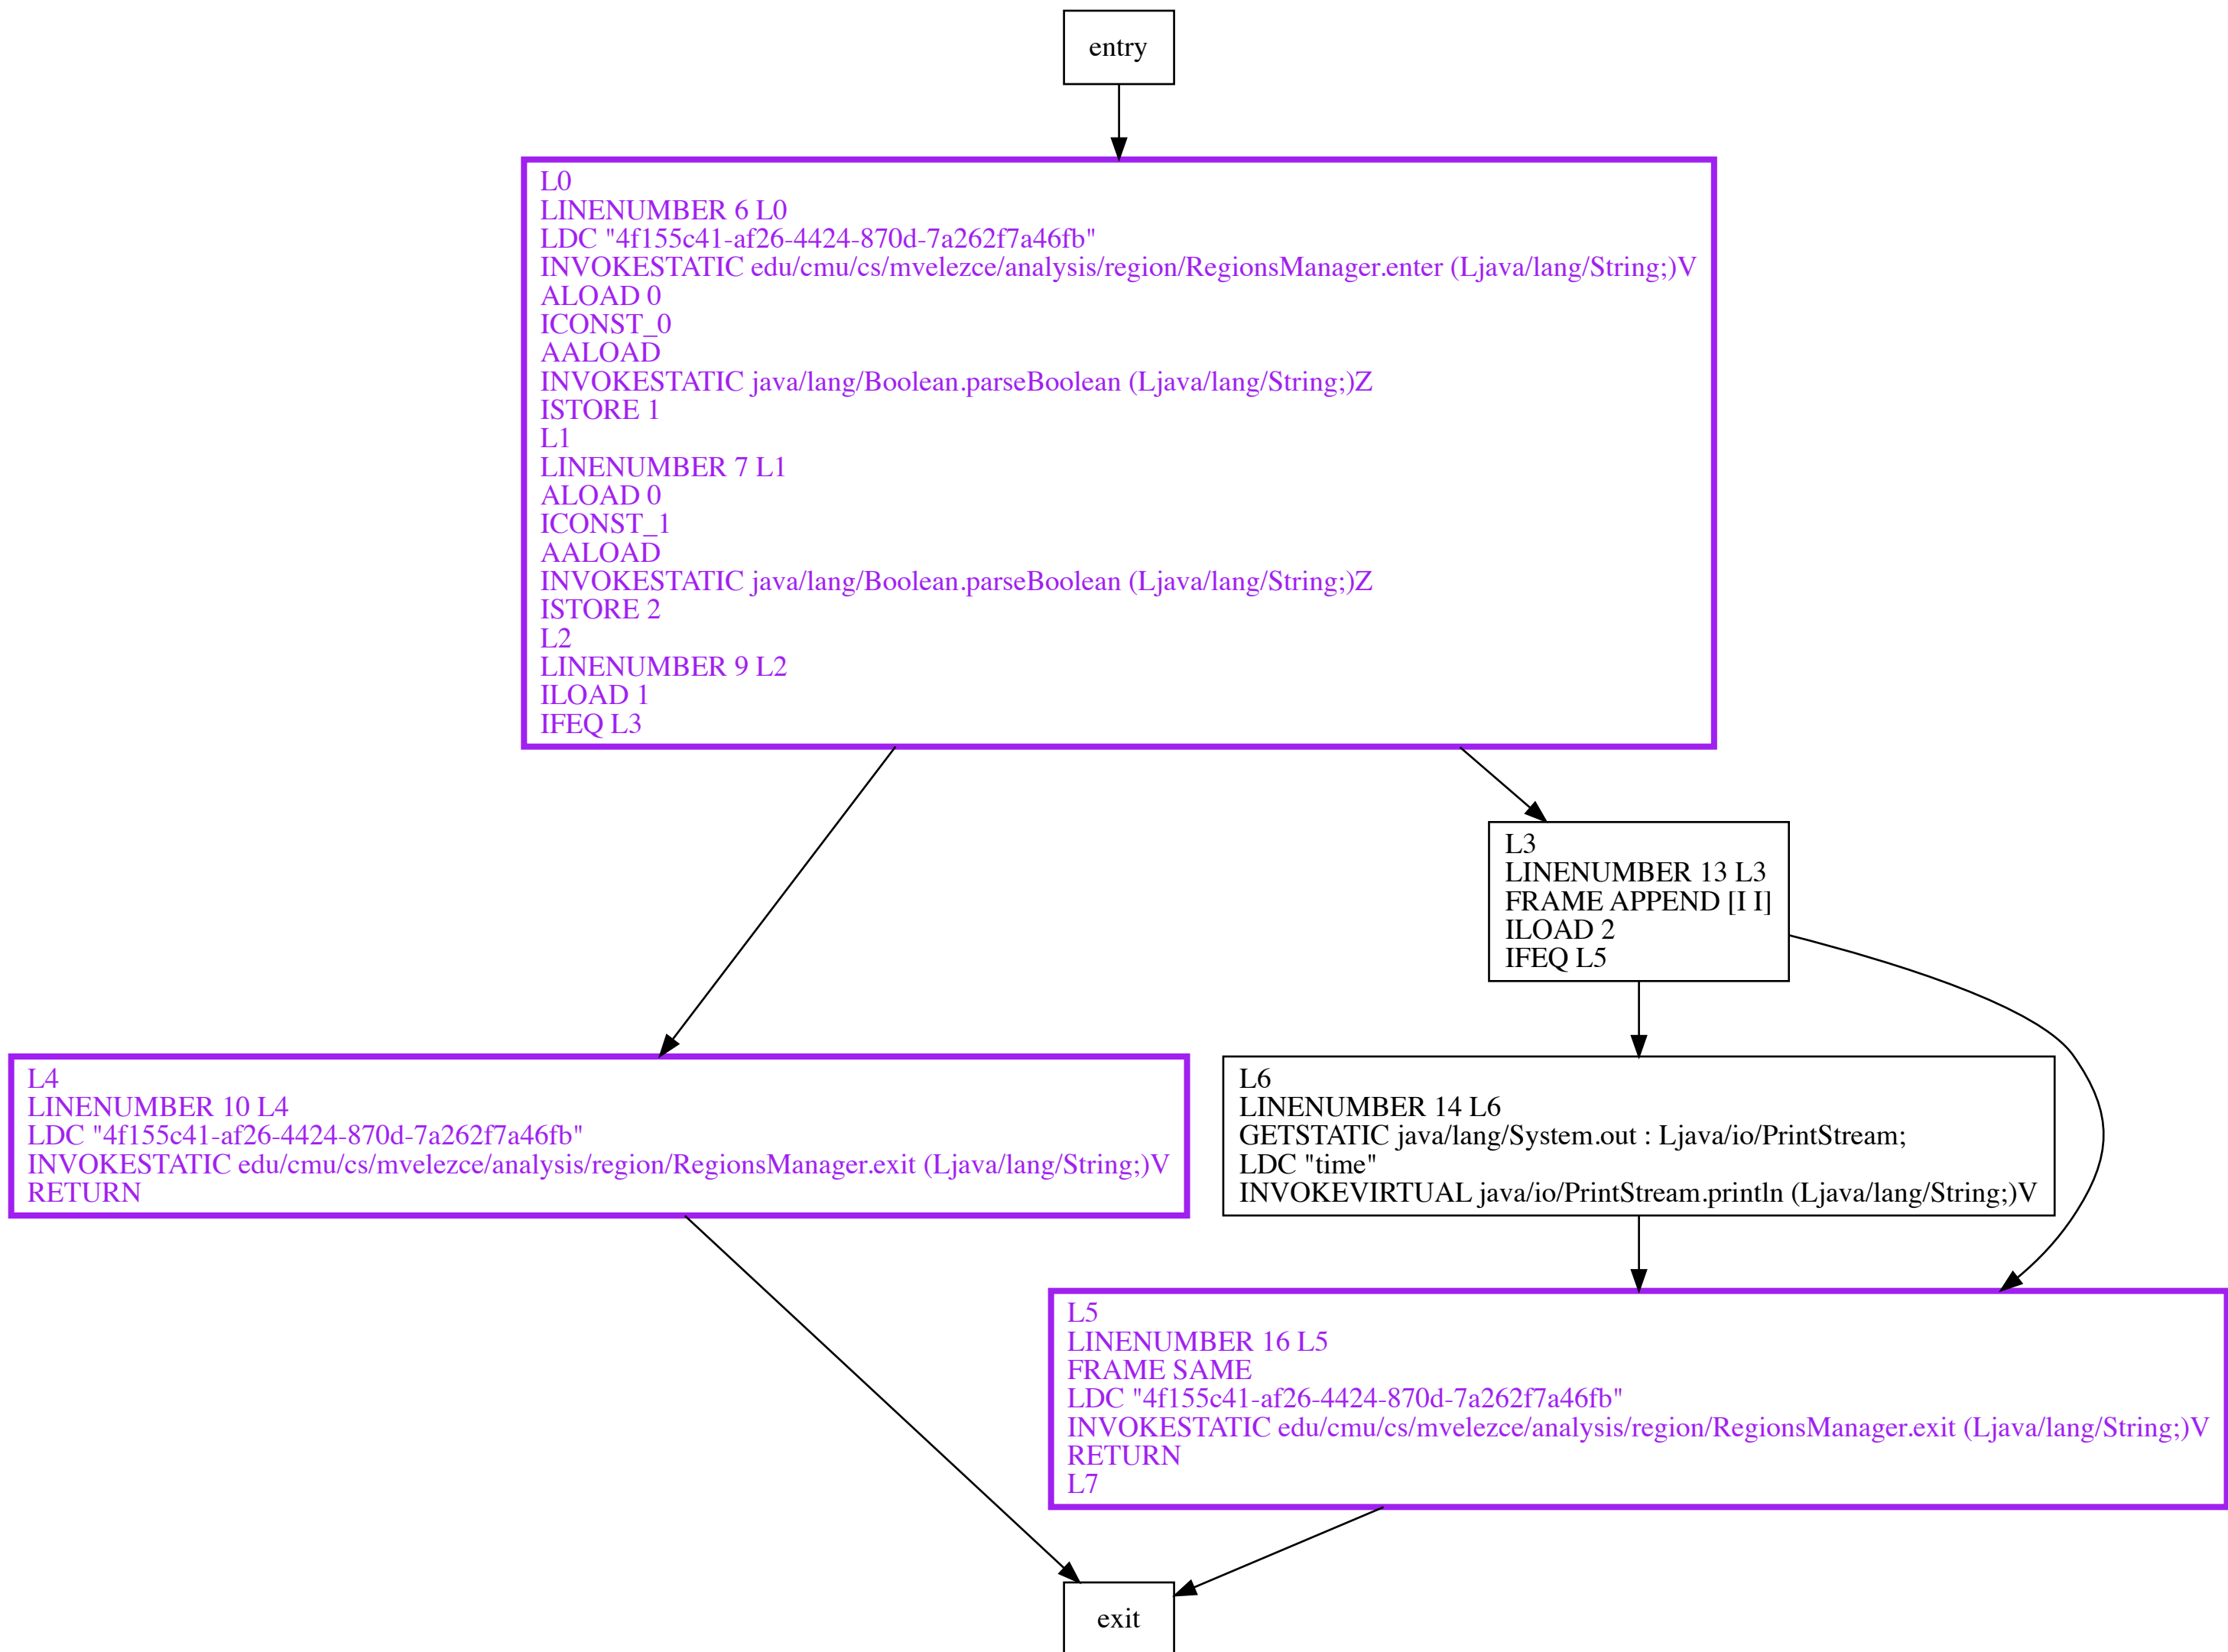 entry
L0
LINENUMBER 6 L0
LDC "4f155c41-af26-4424-870d-7a262f7a46fb"
INVOKESTATIC edu/cmu/cs/mvelezce/analysis/region/RegionsManager.enter (Ljava/lang/String;)V
ALOAD 0
ICONST_0
AALOAD
INVOKESTATIC java/lang/Boolean.parseBoolean (Ljava/lang/String;)Z
ISTORE 1
L1
LINENUMBER 7 L1
ALOAD 0
ICONST_1
AALOAD
INVOKESTATIC java/lang/Boolean.parseBoolean (Ljava/lang/String;)Z
ISTORE 2
L2
LINENUMBER 9 L2
ILOAD 1
IFEQ L3
L3
LINENUMBER 13 L3
FRAME APPEND [I I]
ILOAD 2
IFEQ L5
L4
LINENUMBER 10 L4
LDC "4f155c41-af26-4424-870d-7a262f7a46fb"
INVOKESTATIC edu/cmu/cs/mvelezce/analysis/region/RegionsManager.exit (Ljava/lang/String;)V
RETURN
L6
LINENUMBER 14 L6
GETSTATIC java/lang/System.out : Ljava/io/PrintStream;
LDC "time"
INVOKEVIRTUAL java/io/PrintStream.println (Ljava/lang/String;)V
L5
LINENUMBER 16 L5
FRAME SAME
LDC "4f155c41-af26-4424-870d-7a262f7a46fb"
INVOKESTATIC edu/cmu/cs/mvelezce/analysis/region/RegionsManager.exit (Ljava/lang/String;)V
RETURN
L7
exit